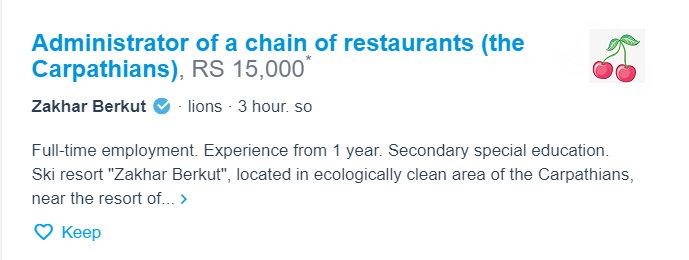 Administrator of a chain of restaurants (the
Carpathians), RS 15,000*
Zakhar Berkut · lions · 3 hour. so
Full-time employment. Experience from 1 year. Secondary special education.
Ski resort "Zakhar Berkut", located in ecologically clean area of the Carpathians,
near the resort of...
Keep